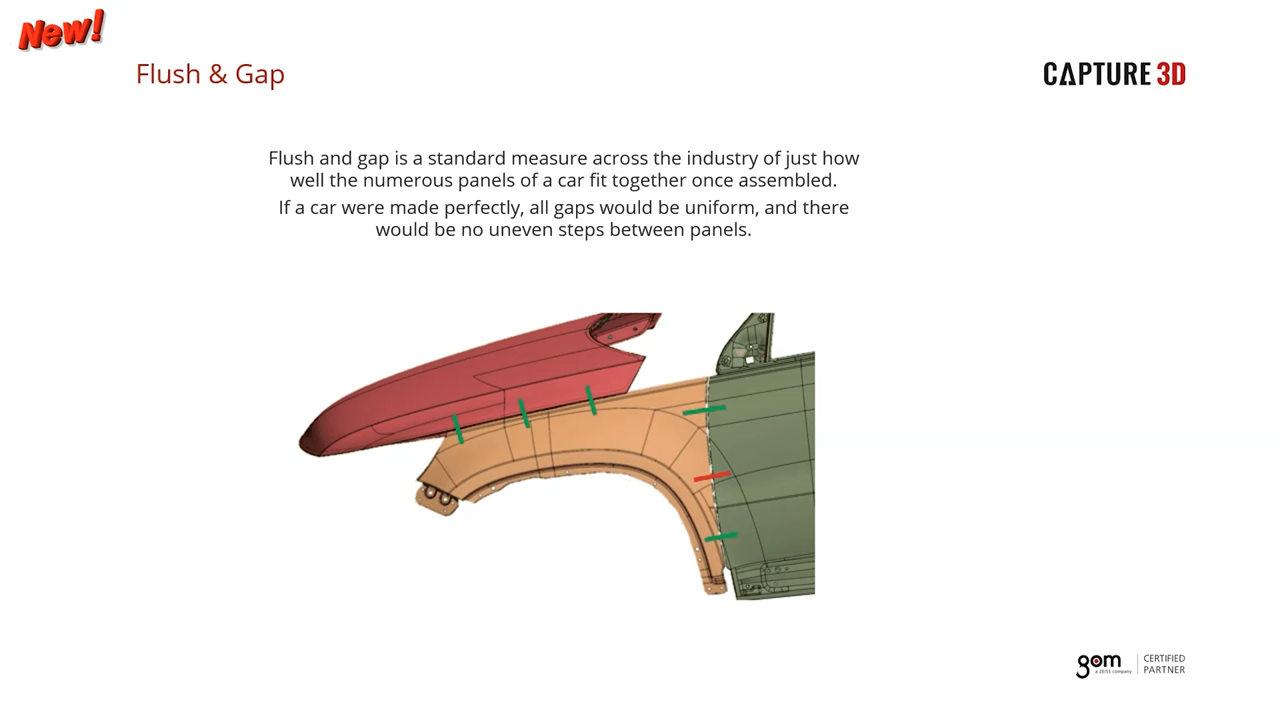 New!
Flush & Gap
CAPTURE 3D
Flush and gap is a standard measure across the industry of just how
well the numerous panels of a car fit together once assembled.
If a car were made perfectly, all gaps would be uniform, and there
would be no uneven steps between panels.
gom
a ZEISS company
CERTIFIED
PARTNER